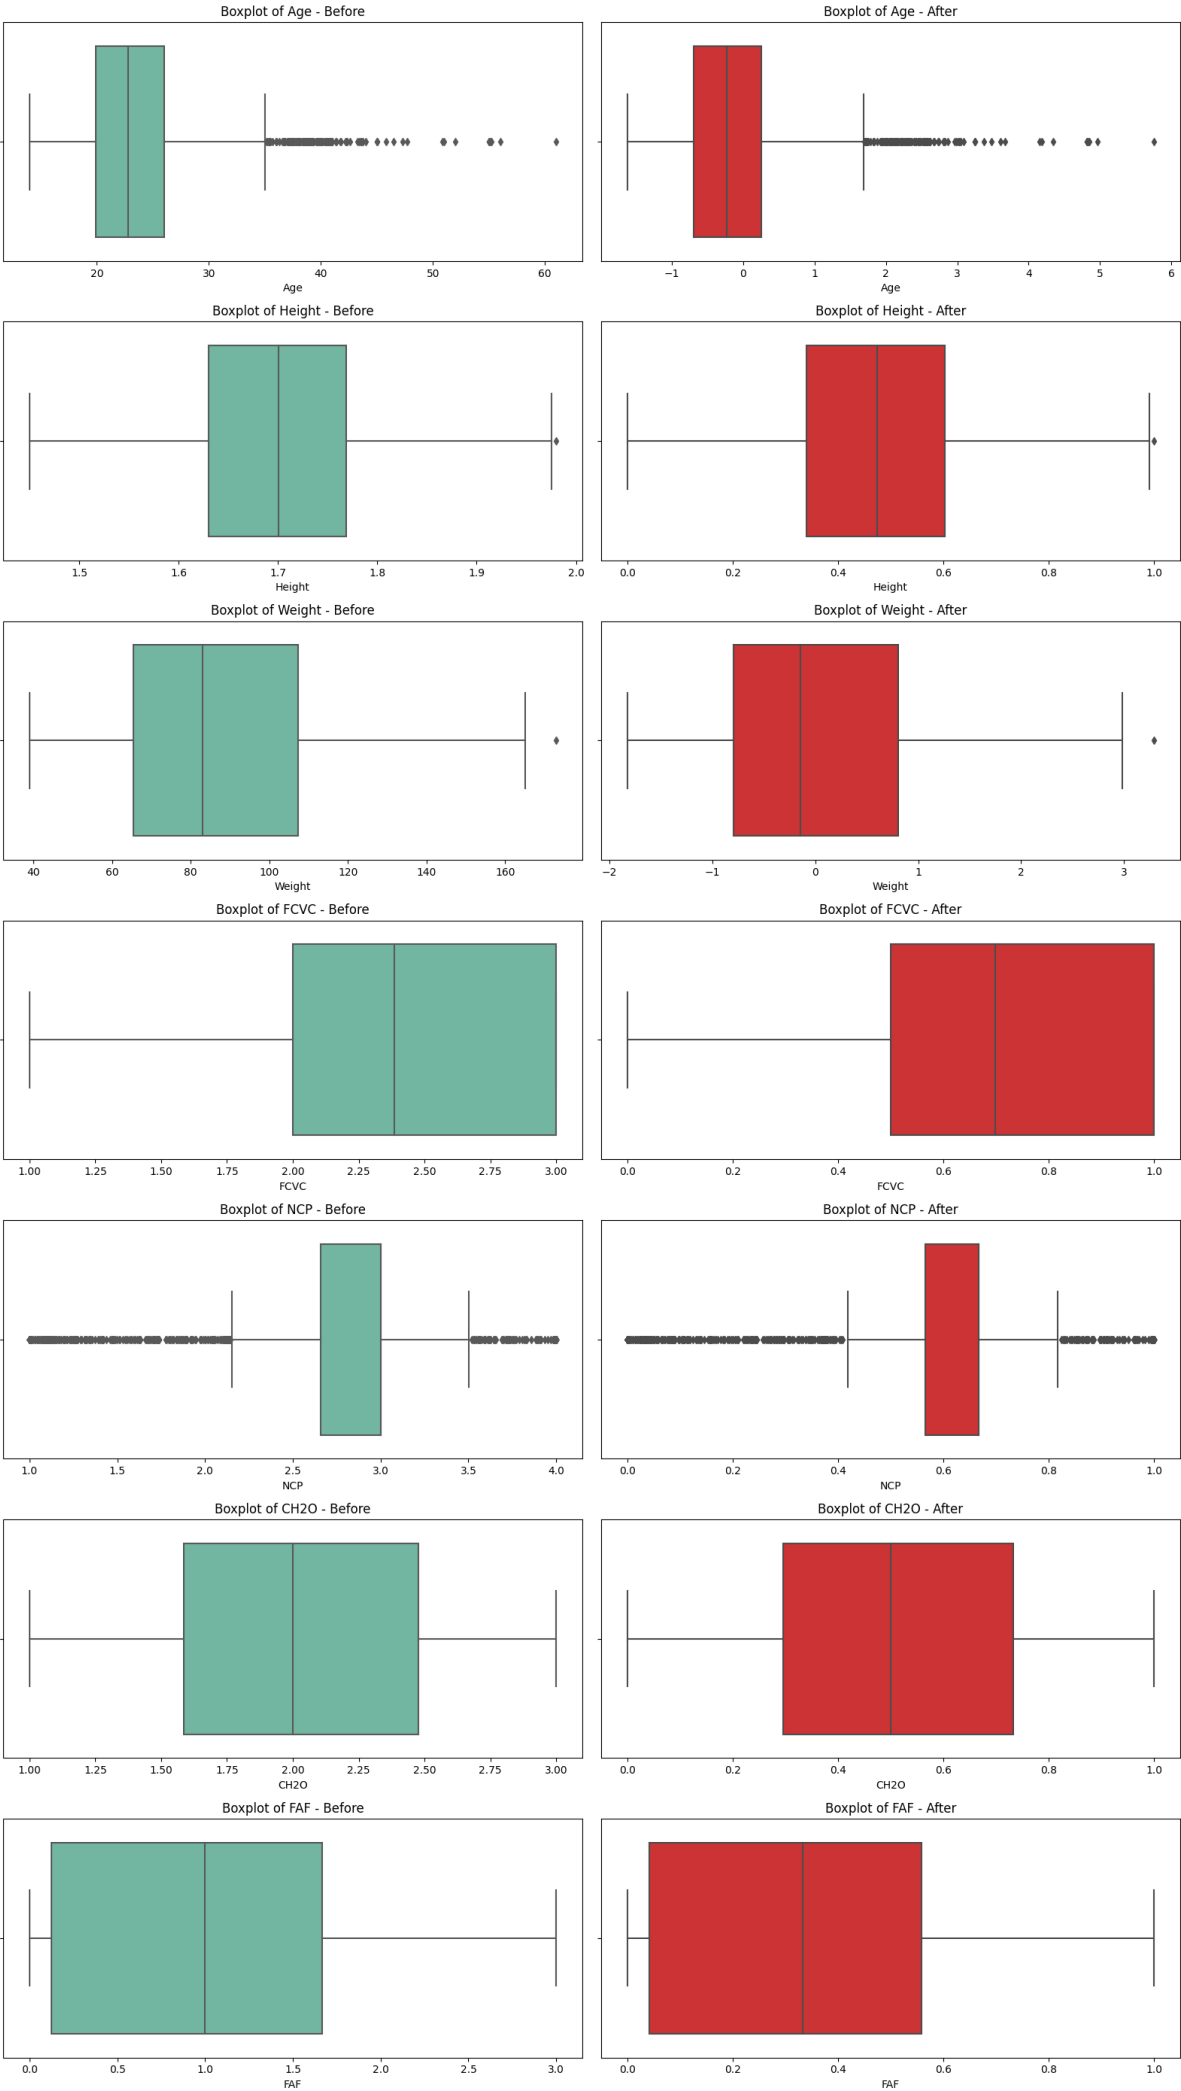 Boxplot of Age - Before
20 30 40 50 60
Age
Boxplot of Age - After
−1 0 1 2 3 4 5 6
Age
Boxplot of Height - Before
1.5 1.6 1.7 1.8 1.9 2.0
Height
Boxplot of Height - After
0.0 0.2 0.4 0.6 0.8 1.0
Height
Boxplot of Weight - Before
40 60 80 100 120 140 160
Weight
Boxplot of Weight - After
−2 −1 0 1 2 3
Weight
Boxplot of FCVC - Before
1.00 1.25 1.50 1.75 2.00 2.25 2.50 2.75 3.00
FCVC
Boxplot of FCVC - After
0.0 0.2 0.4 0.6 0.8 1.0
FCVC
Boxplot of NCP - Before
1.0 1.5 2.0 2.5 3.0 3.5 4.0
NCP
Boxplot of NCP - After
0.0 0.2 0.4 0.6 0.8 1.0
NCP
Boxplot of CH2O - Before
1.00 1.25 1.50 1.75 2.00 2.25 2.50 2.75 3.00
CH2O
Boxplot of CH2O - After
0.0 0.2 0.4 0.6 0.8 1.0
CH2O
Boxplot of FAF - Before
0.0 0.5 1.0 1.5 2.0 2.5 3.0
FAF
Boxplot of FAF - After
0.0 0.2 0.4 0.6 0.8 1.0
FAF